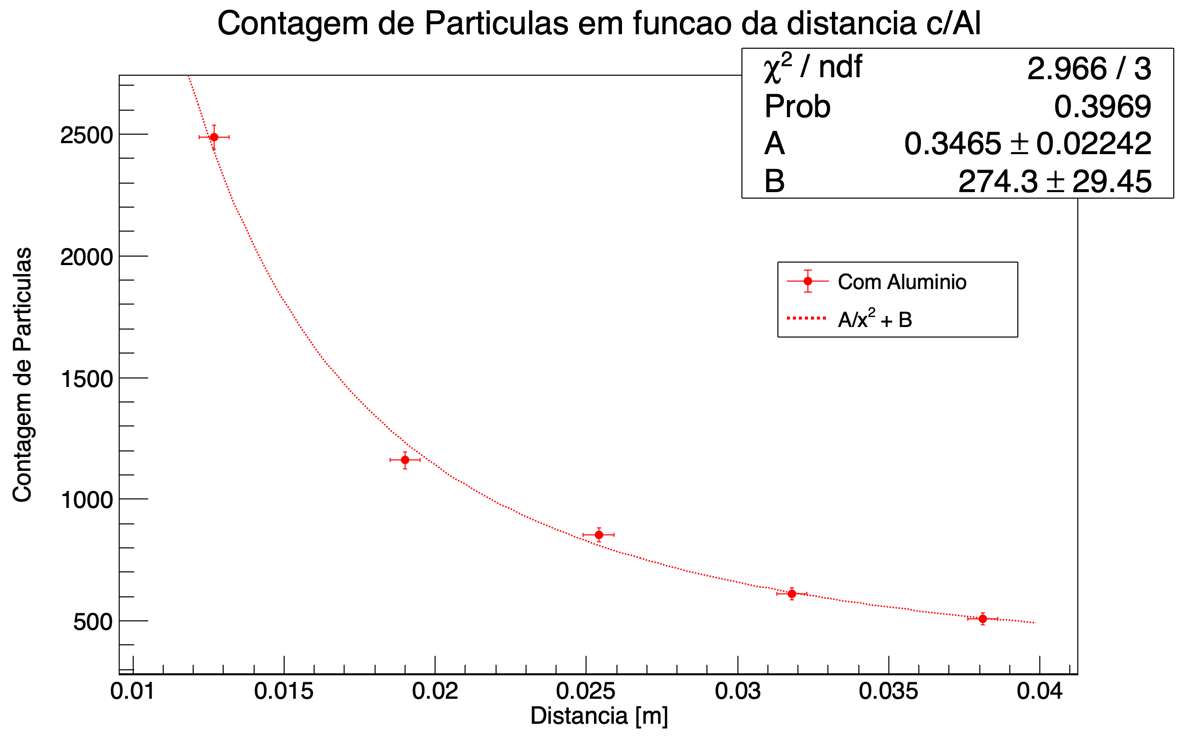 Contagem de Particulas em funcao da distancia c/Al
χ² / ndf 2.966 / 3
Prob 0.3969
A 0.3465 ± 0.02242
B 274.3 ± 29.45
Com Aluminio
A/x² + B
Contagem de Particulas
2500
2000
1500
1000
500
0.01 0.015 0.02 0.025 0.03 0.035 0.04
Distancia [m]